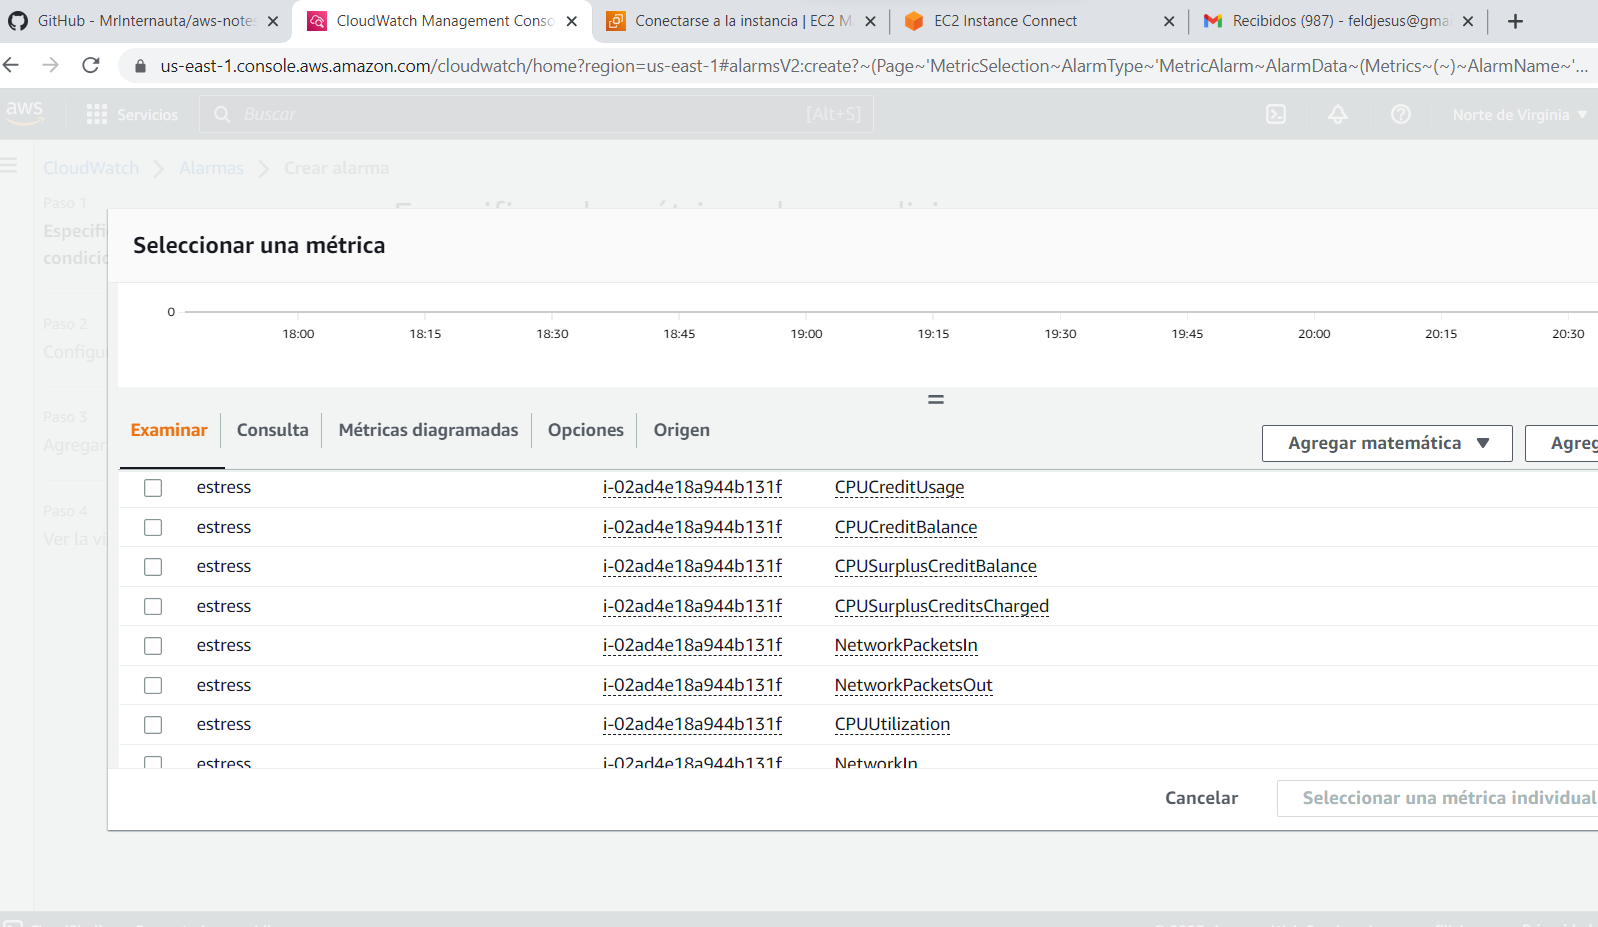 GitHub - MrInternauta/aws-note
CloudWatch Management Conso
Conectarse a la instancia | EC2 M
EC2 Instance Connect
Recibidos (987) - feldjesus@gma
us-east-1.console.aws.amazon.com/cloudwatch/home?region=us-east-1#alarmsV2:create?~(Page~'MetricSelection~AlarmType~'MetricAlarm~AlarmData~(Metrics~(~)~AlarmName~'...
aws
Servicios
Buscar
[Alt+S]
Norte de Virginia
CloudWatch
Alarmas
Crear alarma
Paso 1
Especifi
condicio
Paso 2
Configu
Paso 3
Agregar
Paso 4
Ver la vi
Seleccionar una métrica
0
18:00 18:15 18:30 18:45 19:00 19:15 19:30 19:45 20:00 20:15 20:30
Examinar
Consulta
Métricas diagramadas
Opciones
Origen
Agregar matemática
Agreg
estress i-02ad4e18a944b131f CPUCreditUsage
estress i-02ad4e18a944b131f CPUCreditBalance
estress i-02ad4e18a944b131f CPUSurplusCreditBalance
estress i-02ad4e18a944b131f CPUSurplusCreditsCharged
estress i-02ad4e18a944b131f NetworkPacketsIn
estress i-02ad4e18a944b131f NetworkPacketsOut
estress i-02ad4e18a944b131f CPUUtilization
estress i-02ad4e18a944b131f NetworkIn
Cancelar
Seleccionar una métrica individual